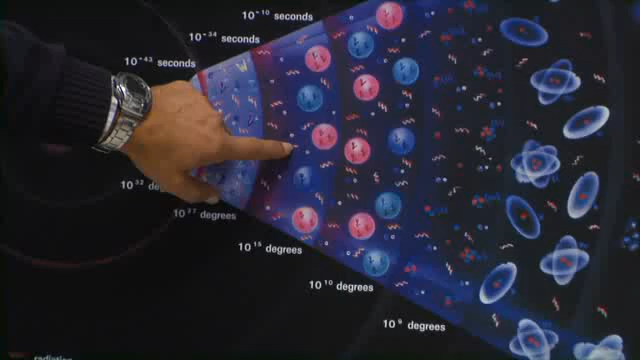 10⁻¹⁰ seconds
10⁻³⁴ seconds
10⁻⁴³ seconds
10³² deg
10²⁷ degrees
10¹⁵ degrees
10¹⁰ degrees
10⁹ degrees
radiation